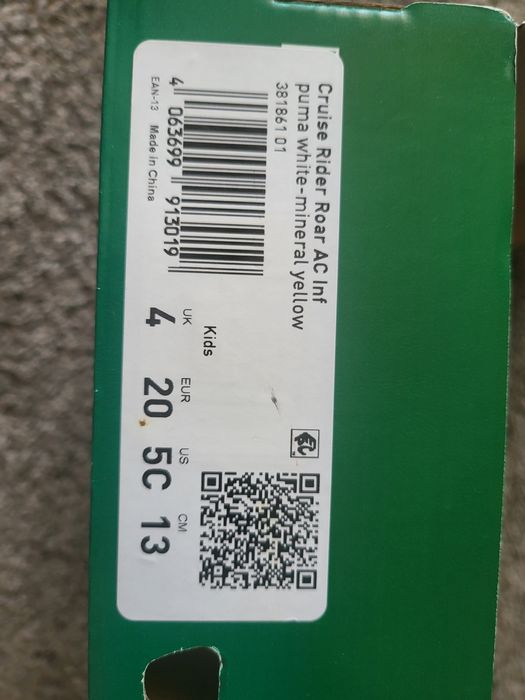 Cruise Rider Roar AC Inf
puma white-mineral yellow
381861 01
4 063699 913019
EAN-13 Made in China
Kids
UK EUR US CM
4 20 5C 13